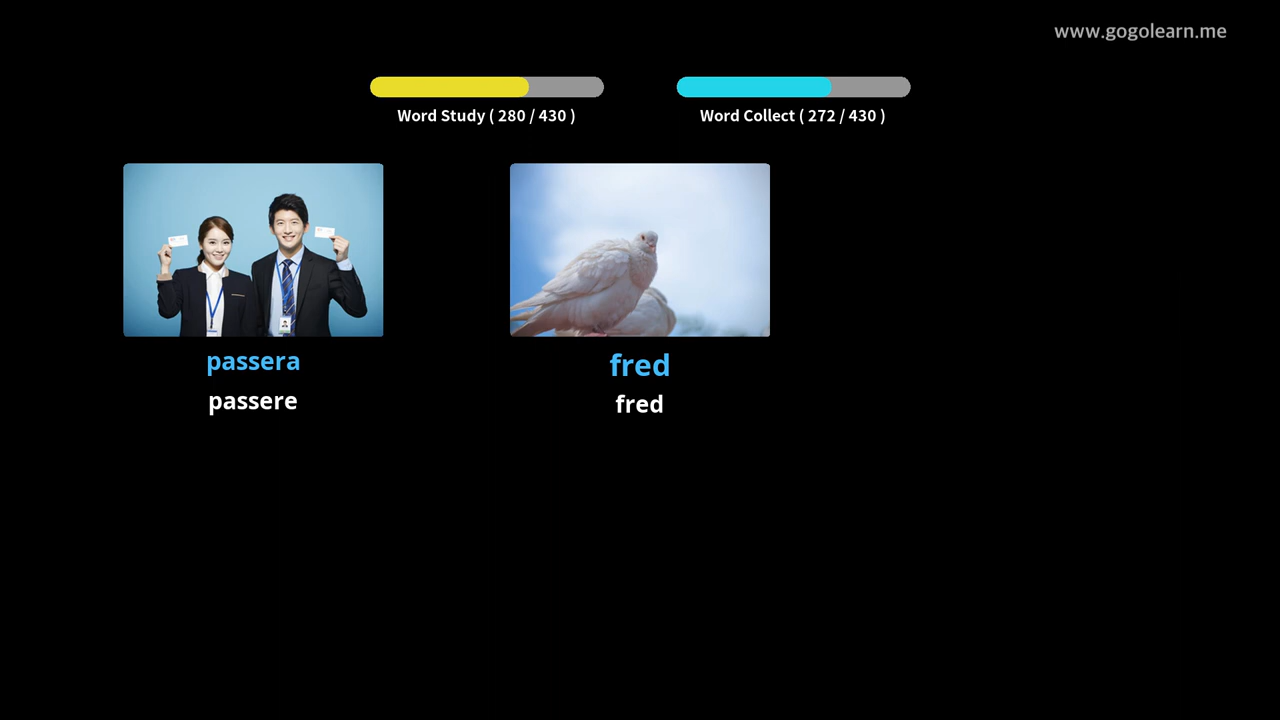 www.gogolearn.me
Word Study ( 280 / 430 )
Word Collect ( 272 / 430 )
passera
passere
fred
fred